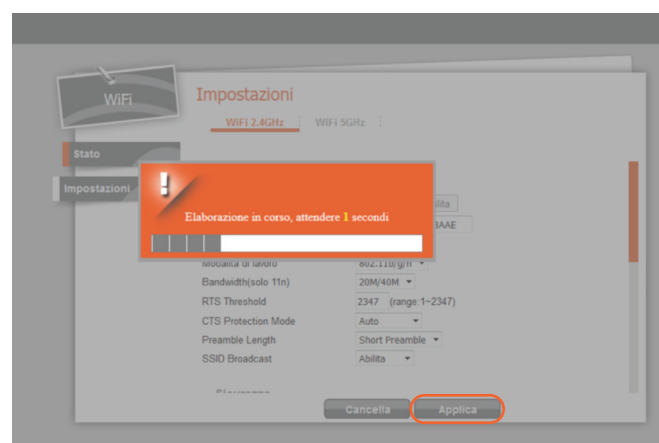 WiFi
Impostazioni
WiFi 2.4GHz WiFi 5GHz
Stato
Impostazioni
Elaborazione in corso, attendere 1 secondi
Modalità di lavoro 802.11b/g/n
Bandwidth(solo 11n) 20M/40M
RTS Threshold 2347 (range:1~2347)
CTS Protection Mode Auto
Preamble Length Short Preamble
SSID Broadcast Abilita
Cancella Applica